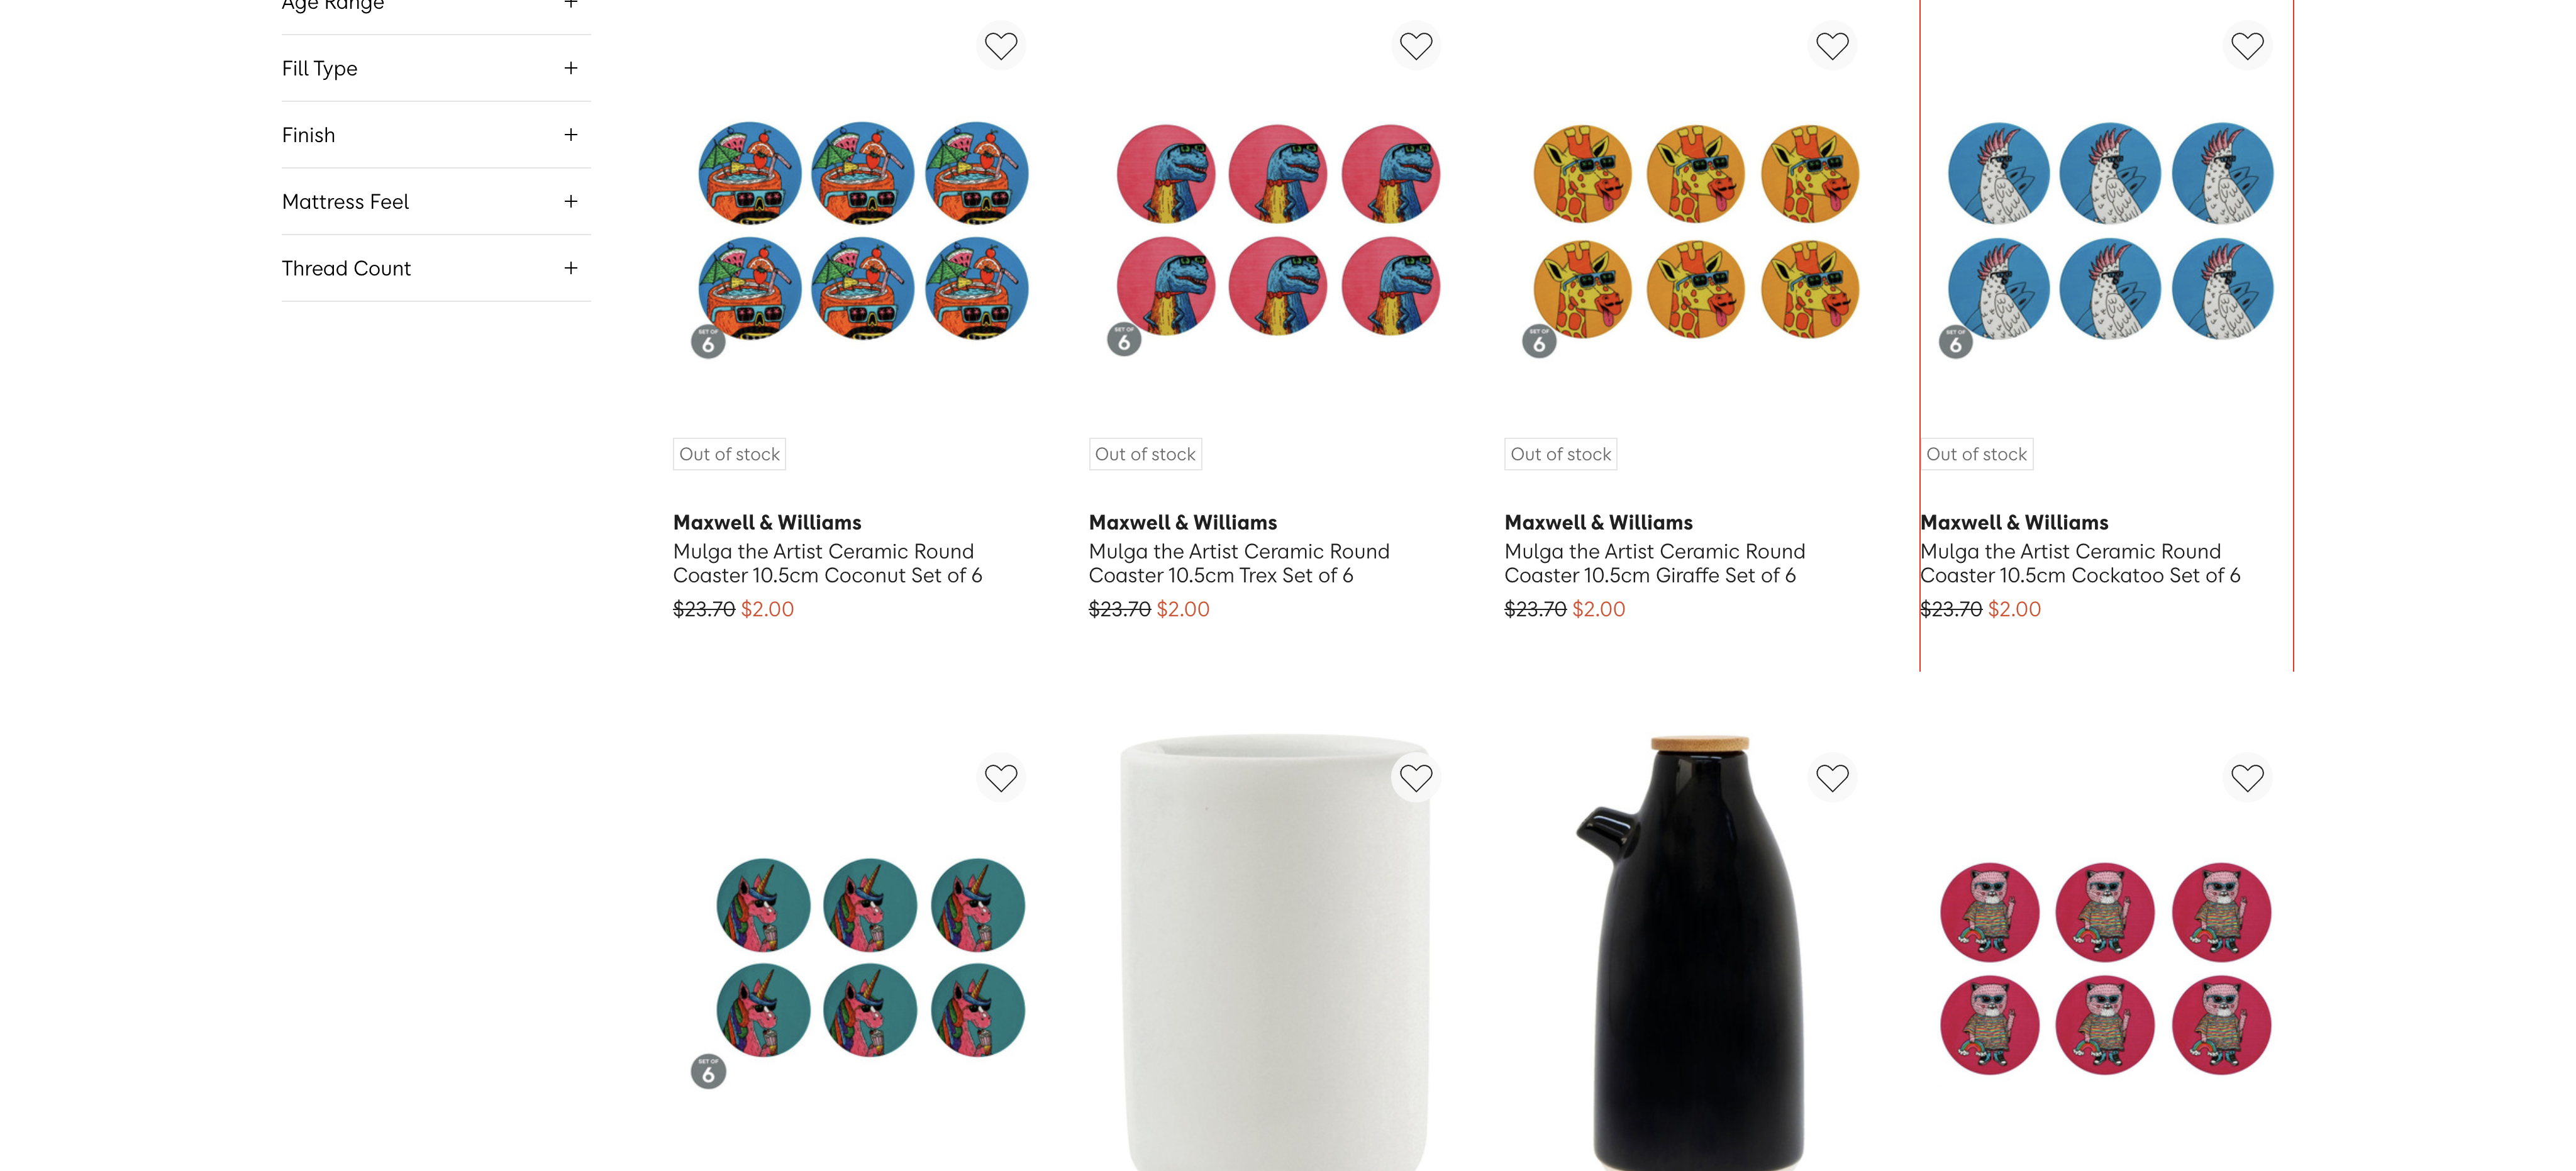 Age Range
Fill Type
Finish
Mattress Feel
Thread Count
SET OF
6
SET OF
6
SET OF
6
SET OF
6
Out of stock
Out of stock
Out of stock
Out of stock
Maxwell & Williams
Mulga the Artist Ceramic Round
Coaster 10.5cm Coconut Set of 6
$23.70 $2.00
Maxwell & Williams
Mulga the Artist Ceramic Round
Coaster 10.5cm Trex Set of 6
$23.70 $2.00
Maxwell & Williams
Mulga the Artist Ceramic Round
Coaster 10.5cm Giraffe Set of 6
$23.70 $2.00
Maxwell & Williams
Mulga the Artist Ceramic Round
Coaster 10.5cm Cockatoo Set of 6
$23.70 $2.00
SET OF
6